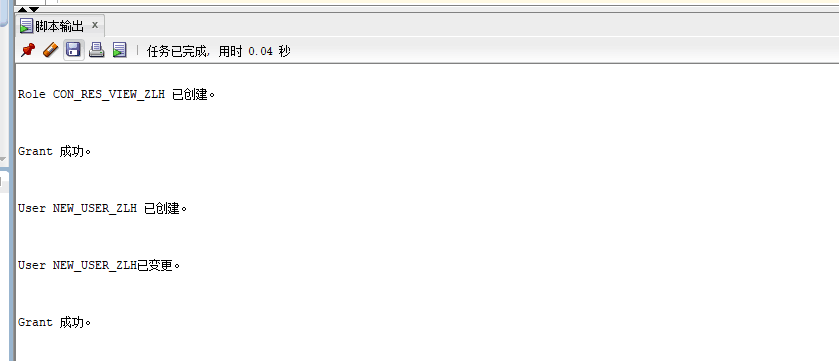 脚本输出 ×
任务已完成, 用时 0.04 秒
Role CON_RES_VIEW_ZLH 已创建。
Grant 成功。
User NEW_USER_ZLH 已创建。
User NEW_USER_ZLH已变更。
Grant 成功。